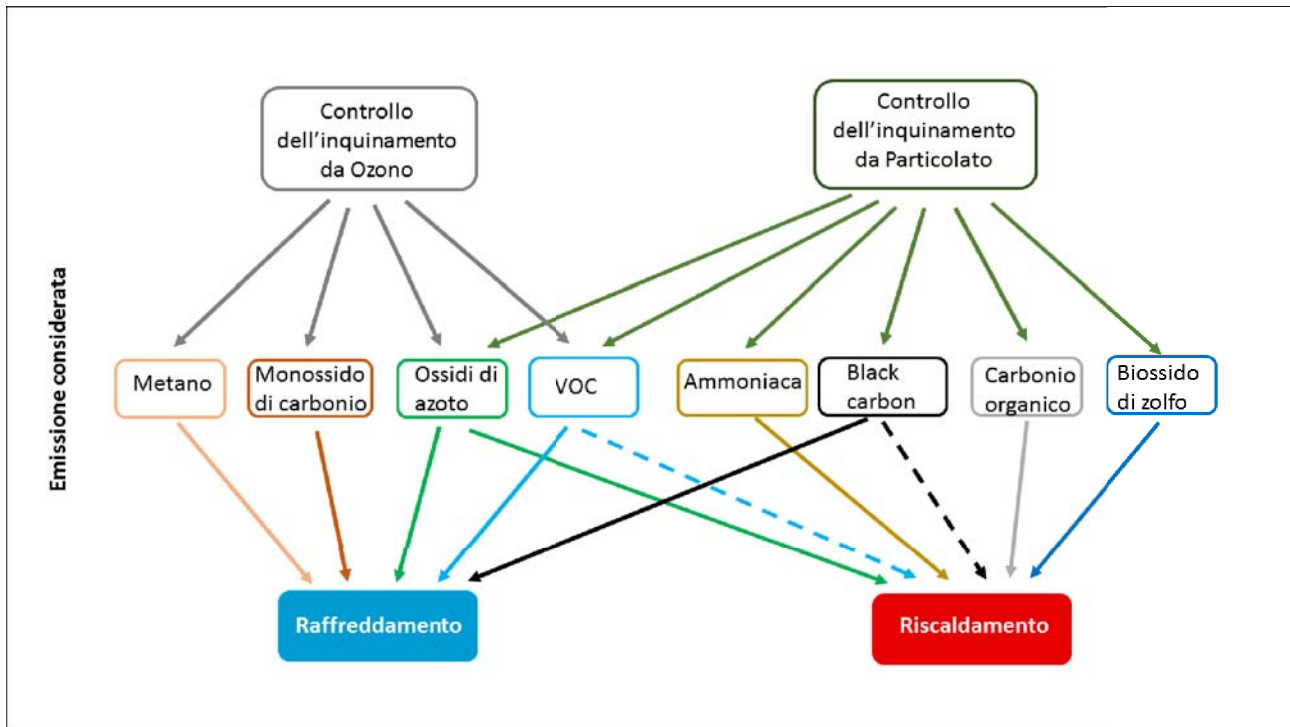 Controllo
dell'inquinamento
da Ozono
Controllo
dell'inquinamento
da Particolato
Emissione considerata
Metano
Monossido
di carbonio
Ossidi di
azoto
VOC
Ammoniaca
Black
carbon
Carbonio
organico
Biossido
di zolfo
Raffreddamento
Riscaldamento